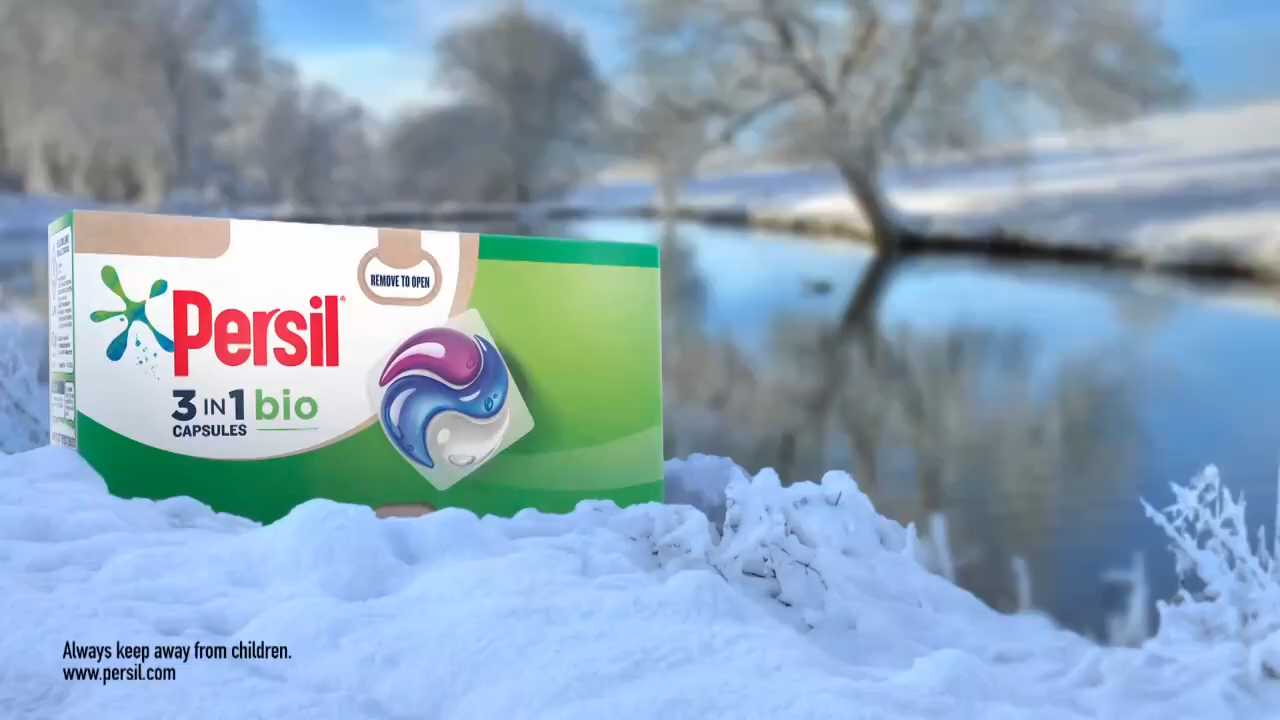 REMOVE TO OPEN
Persil®
3 IN 1 bio
CAPSULES
Always keep away from children.
www.persil.com